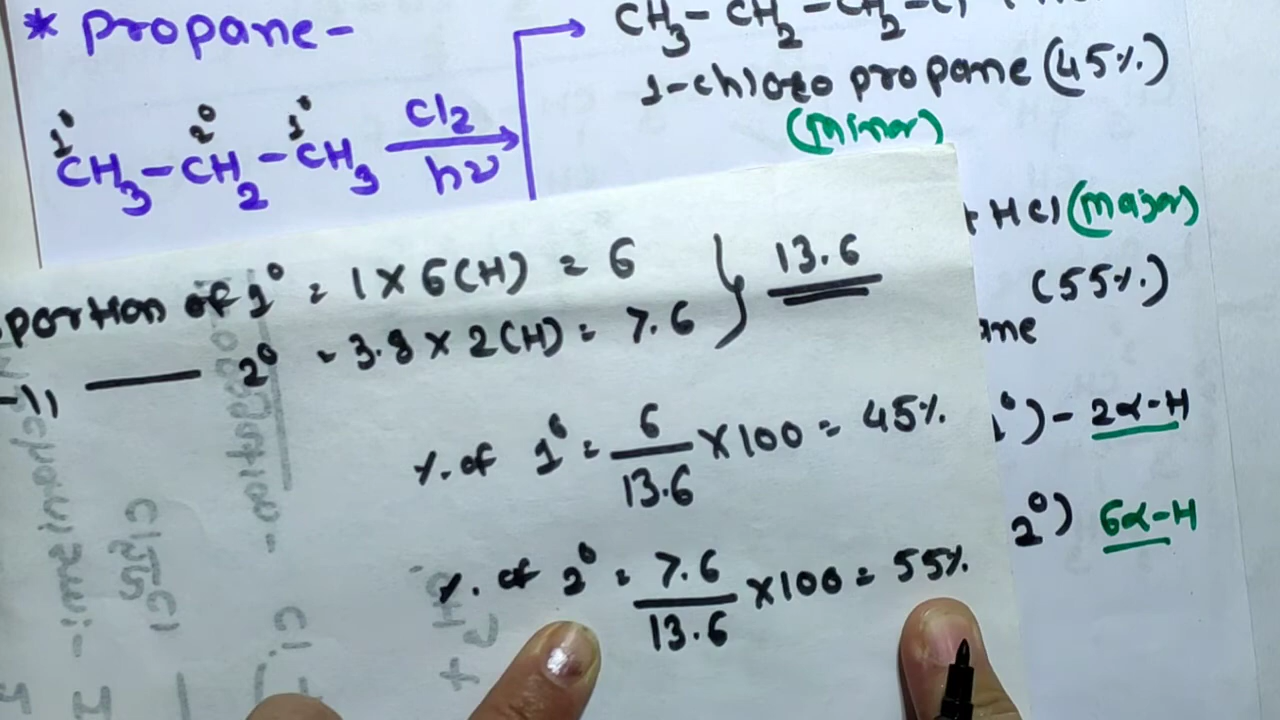 * Propane-
CH3-CH2-CH2-Cl
1-chloro propane (45%)
(minor)
1° 2° 1°
CH3-CH2-CH3 Cl2 hν
+ HCl (major)
(55%)
portion of 1° = 1 X 6(H) = 6
2° = 3.8 X 2(H) = 7.6
13.6
%. of 1° = 6/13.6 X 100 = 45%
%. of 2° = 7.6/13.6 X 100 = 55%
ane
1°) - 2α-H
2°) 6α-H